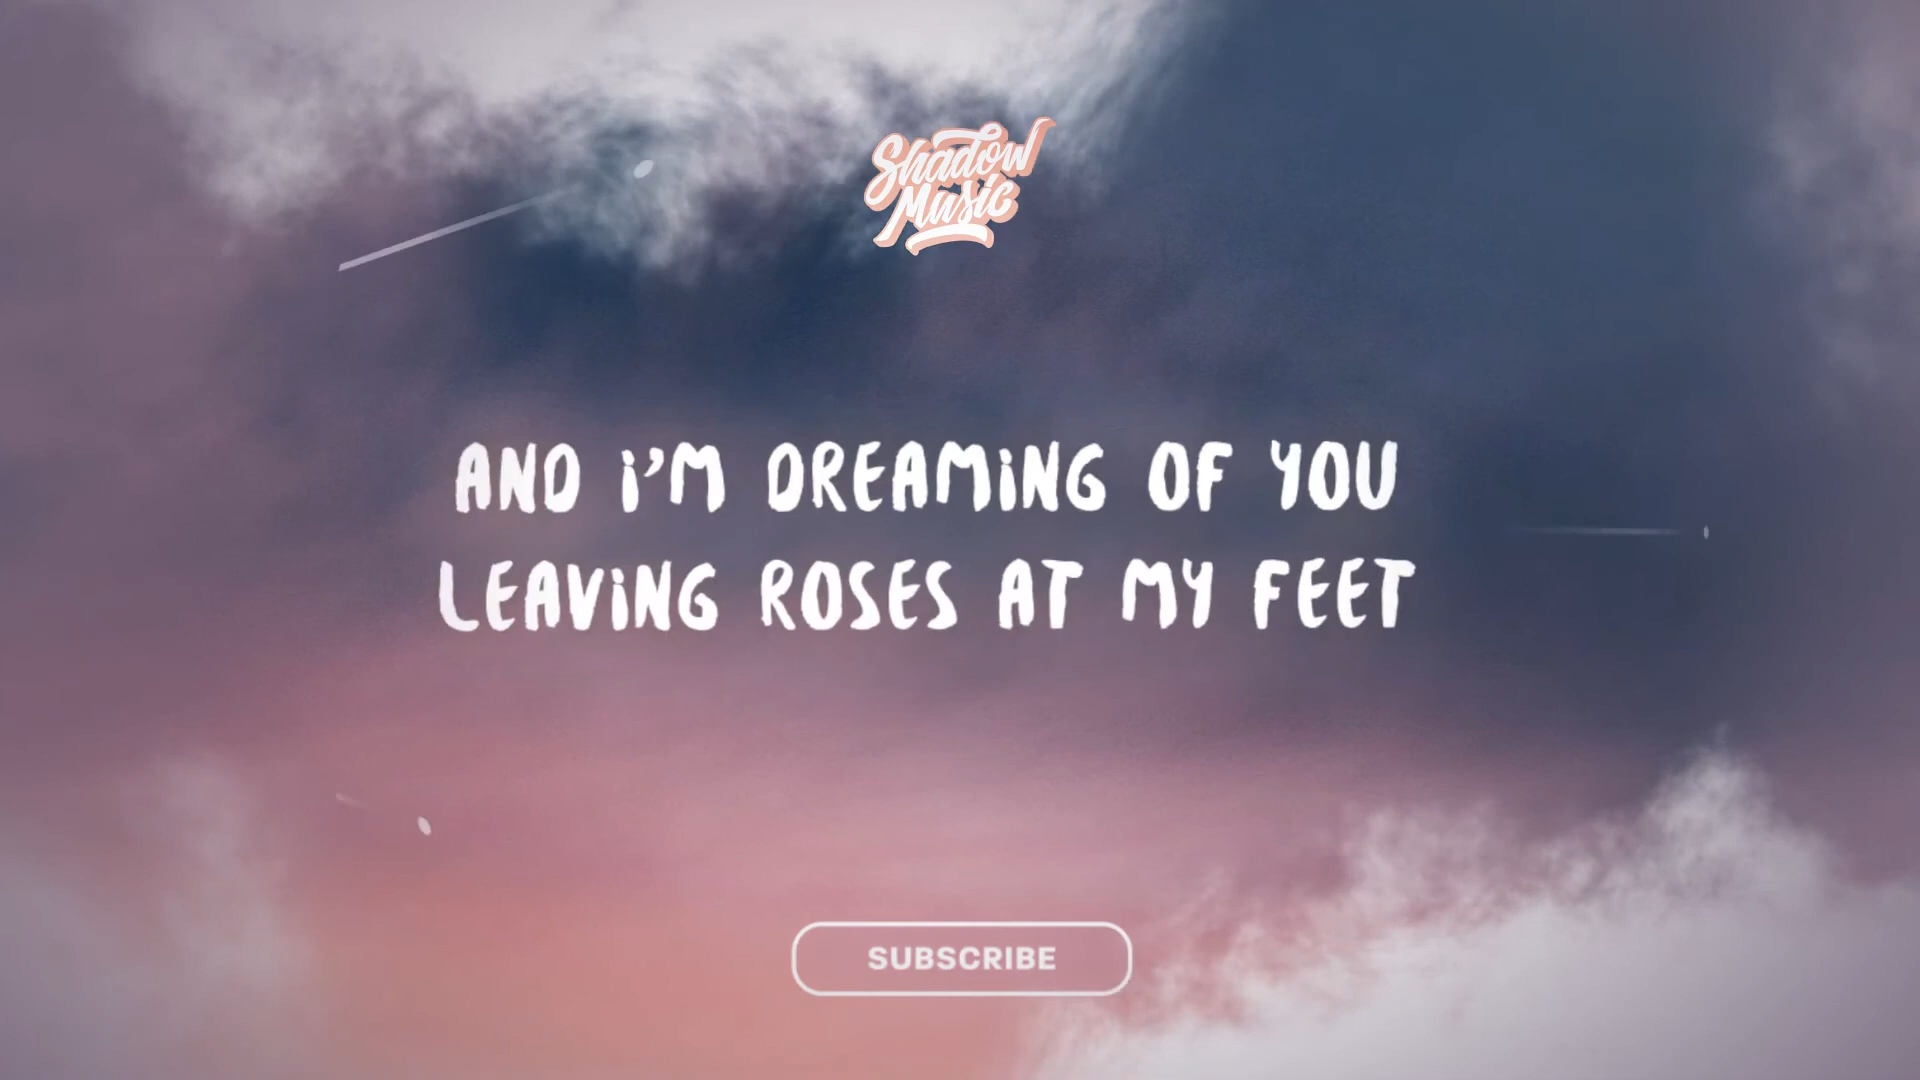 Shadow
Music
AND i'M DREAMiNG OF YOU
LEAViNG ROSES AT MY FEET
SUBSCRIBE